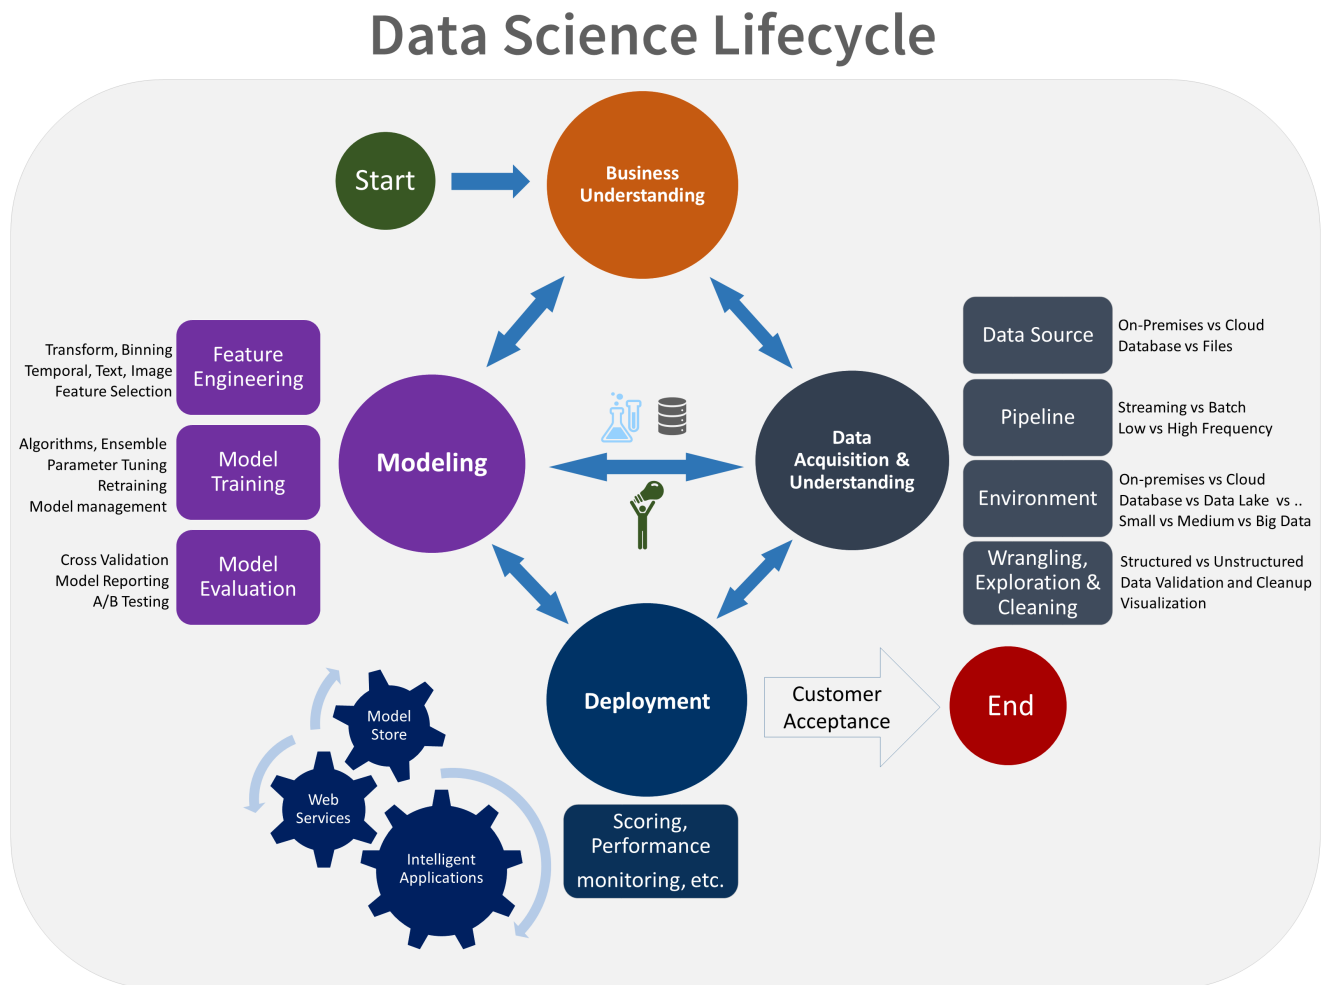 Data Science Lifecycle
Start
Business
Understanding
Transform, Binning
Temporal, Text, Image
Feature Selection
Feature
Engineering
Algorithms, Ensemble
Parameter Tuning
Retraining
Model management
Model
Training
Cross Validation
Model Reporting
A/B Testing
Model
Evaluation
Modeling
Data
Acquisition &
Understanding
Data Source
On-Premises vs Cloud
Database vs Files
Pipeline
Streaming vs Batch
Low vs High Frequency
Environment
On-premises vs Cloud
Database vs Data Lake vs ..
Small vs Medium vs Big Data
Wrangling,
Exploration &
Cleaning
Structured vs Unstructured
Data Validation and Cleanup
Visualization
Deployment
Customer
Acceptance
End
Scoring,
Performance
monitoring, etc.
Model
Store
Web
Services
Intelligent
Applications